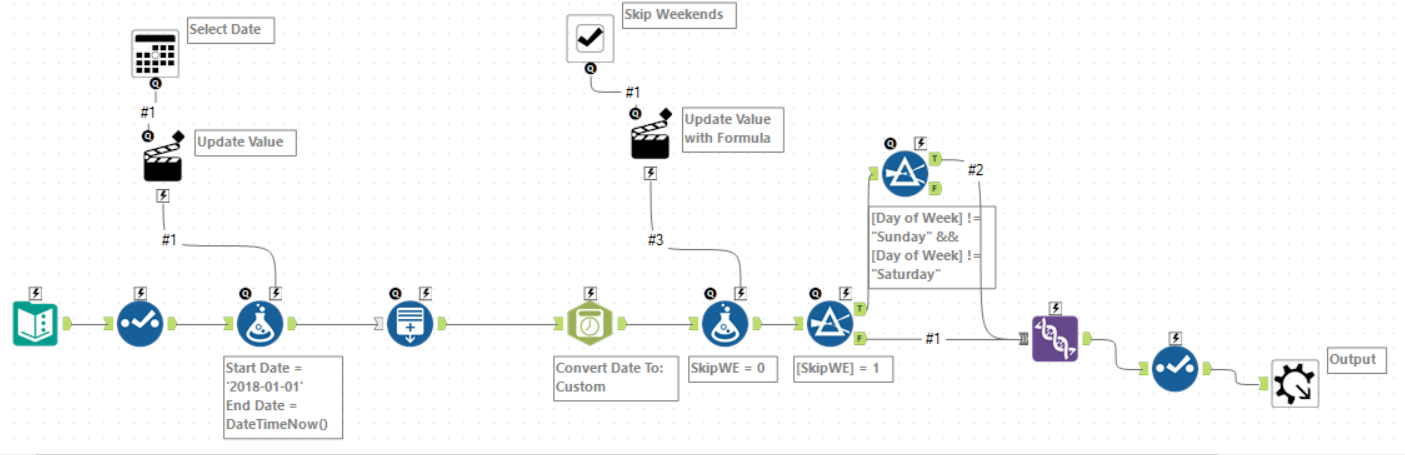 Select Date
Skip Weekends
Q
Q
#1
#1
Q
Q
Update Value
Update Value
with Formula
Q
T
#2
F
[Day of Week] !=
"Sunday" &&
[Day of Week] !=
"Saturday"
#1
#3
Q
Q
Q
Q
T
F
#1
Start Date =
'2018-01-01'
End Date =
DateTimeNow()
Convert Date To:
Custom
SkipWE = 0
[SkipWE] = 1
Output